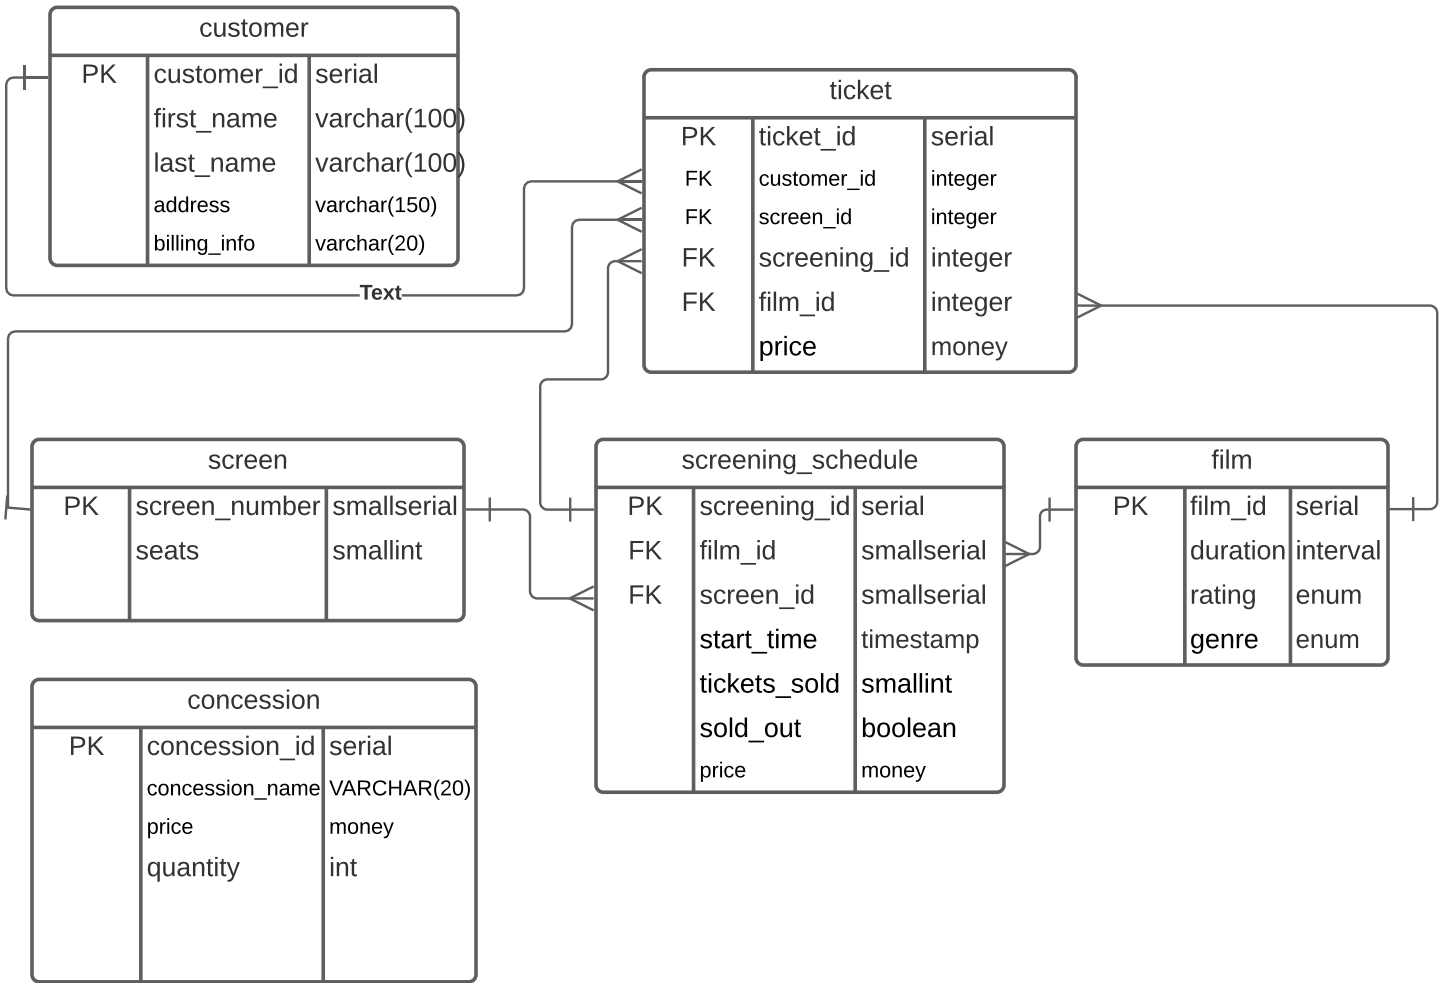 customer
PK customer_id serial
first_name varchar(100)
last_name varchar(100)
address varchar(150)
billing_info varchar(20)
Text
ticket
PK ticket_id serial
FK customer_id integer
FK screen_id integer
FK screening_id integer
FK film_id integer
price money
screen
PK screen_number smallserial
seats smallint
screening_schedule
PK screening_id serial
FK film_id smallserial
FK screen_id smallserial
start_time timestamp
tickets_sold smallint
sold_out boolean
price money
film
PK film_id serial
duration interval
rating enum
genre enum
concession
PK concession_id serial
concession_name VARCHAR(20)
price money
quantity int